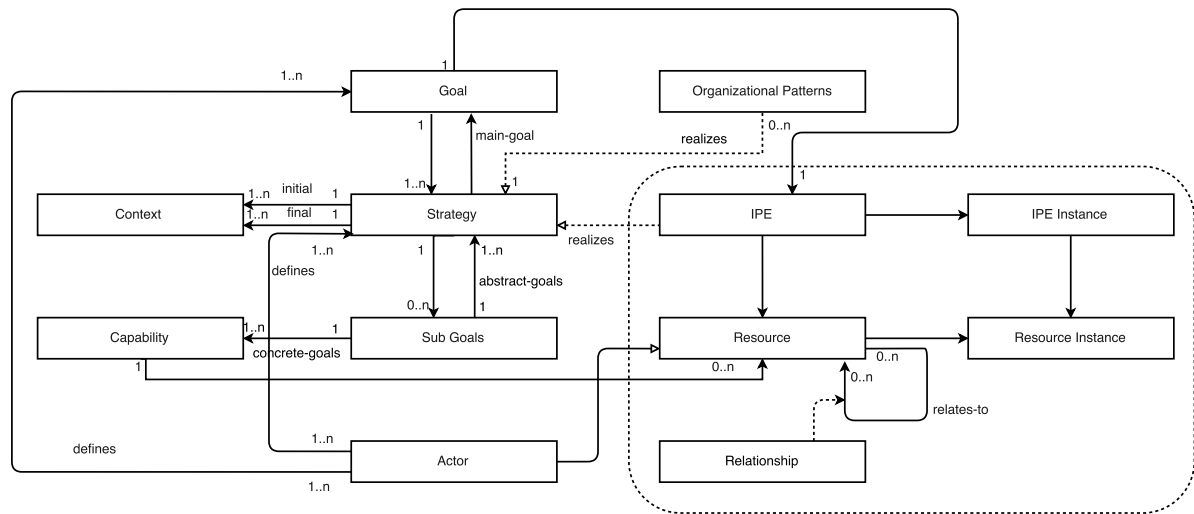 1
1..n
Goal
Organizational Patterns
1
main-goal
realizes
0..n
1..n
1
1
1..n
initial
1
Context
1..n
final
1
Strategy
IPE
IPE Instance
1..n
defines
1
1..n
realizes
abstract-goals
0..n
1
Capability
1..n
1
concrete-goals
Sub Goals
Resource
Resource Instance
0..n
1
0..n
0..n
relates-to
1..n
defines
Actor
Relationship
1..n